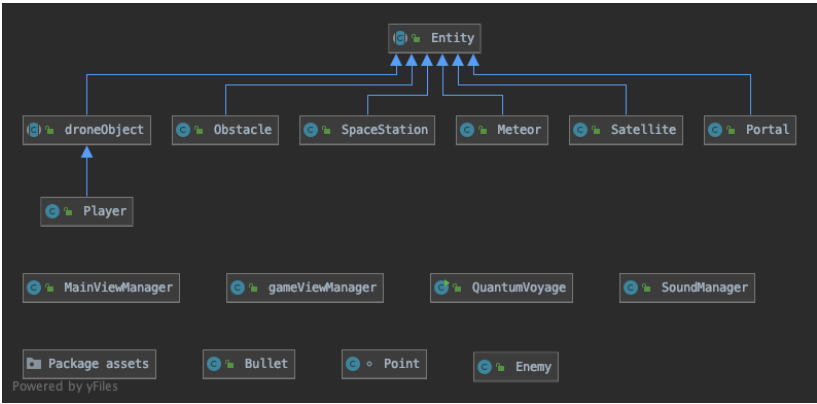 Entity
droneObject Obstacle SpaceStation Meteor Satellite Portal
Player
MainViewManager gameViewManager QuantumVoyage SoundManager
Package assets Bullet Point Enemy
Powered by yFiles